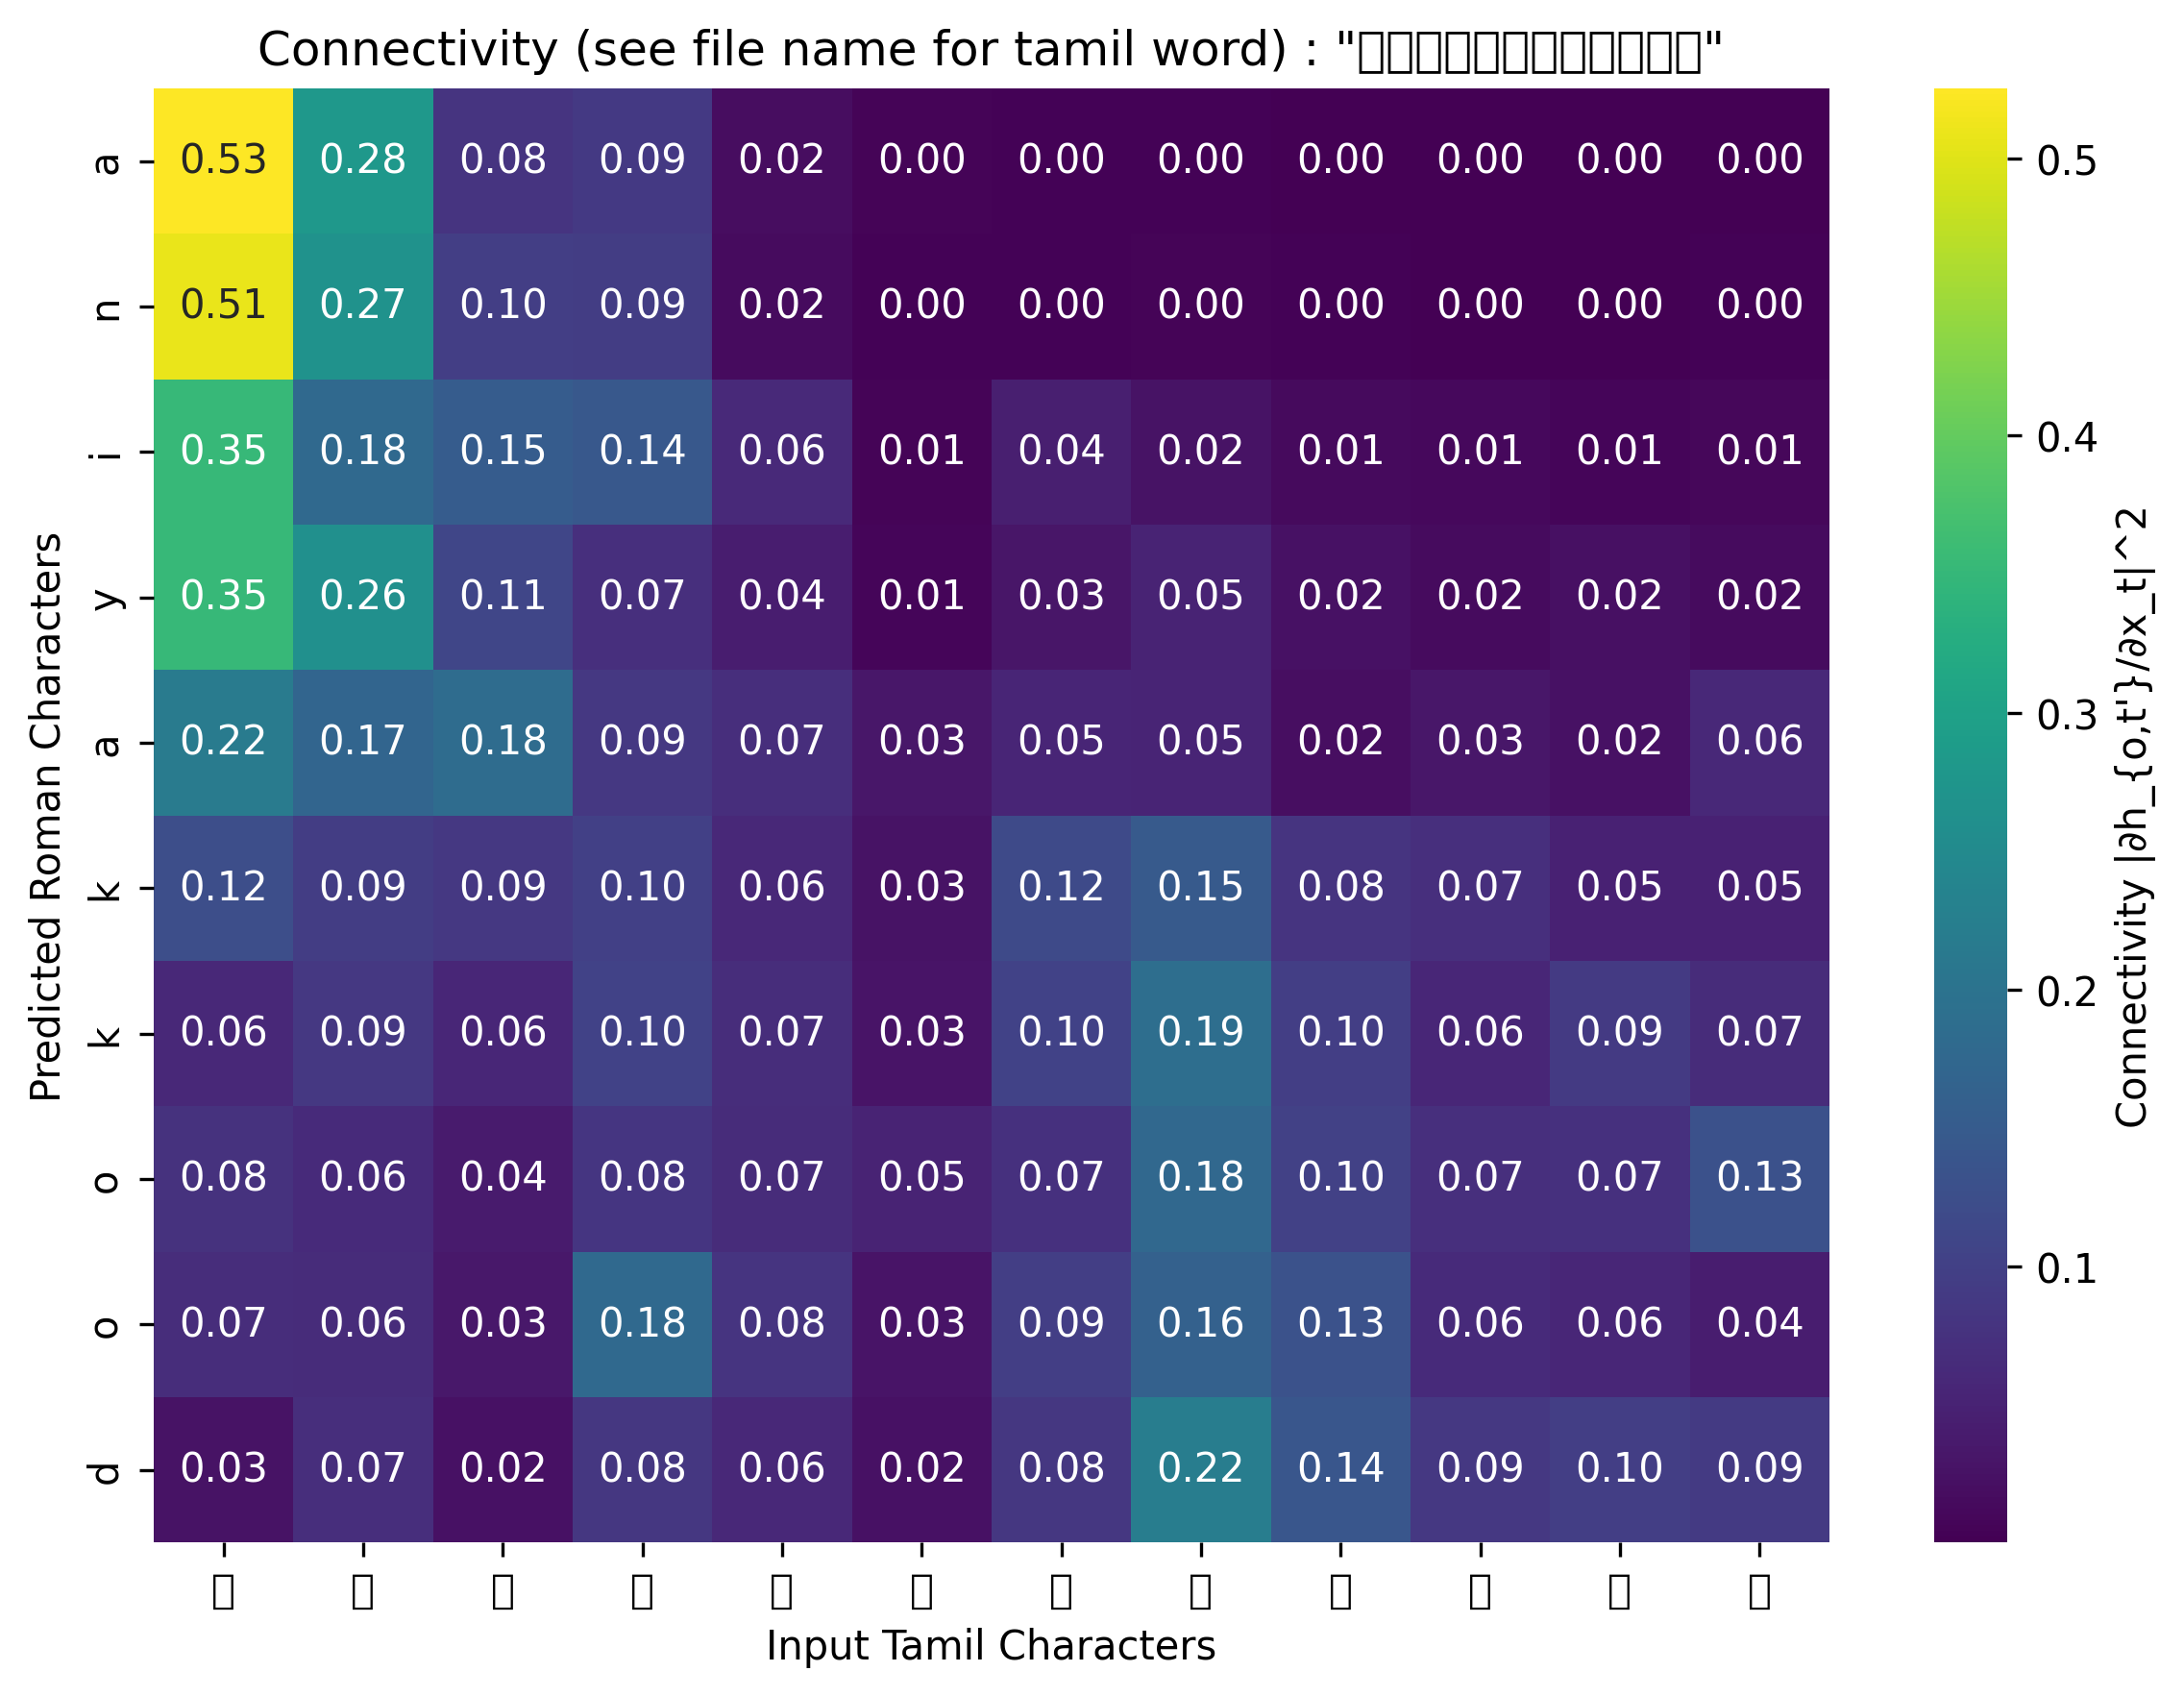 Connectivity (see file name for tamil word) : "▯▯▯▯▯▯▯▯▯▯▯▯"
a 0.53 0.28 0.08 0.09 0.02 0.00 0.00 0.00 0.00 0.00 0.00 0.00
n 0.51 0.27 0.10 0.09 0.02 0.00 0.00 0.00 0.00 0.00 0.00 0.00
i 0.35 0.18 0.15 0.14 0.06 0.01 0.04 0.02 0.01 0.01 0.01 0.01
y 0.35 0.26 0.11 0.07 0.04 0.01 0.03 0.05 0.02 0.02 0.02 0.02
a 0.22 0.17 0.18 0.09 0.07 0.03 0.05 0.05 0.02 0.03 0.02 0.06
k 0.12 0.09 0.09 0.10 0.06 0.03 0.12 0.15 0.08 0.07 0.05 0.05
k 0.06 0.09 0.06 0.10 0.07 0.03 0.10 0.19 0.10 0.06 0.09 0.07
o 0.08 0.06 0.04 0.08 0.07 0.05 0.07 0.18 0.10 0.07 0.07 0.13
o 0.07 0.06 0.03 0.18 0.08 0.03 0.09 0.16 0.13 0.06 0.06 0.04
d 0.03 0.07 0.02 0.08 0.06 0.02 0.08 0.22 0.14 0.09 0.10 0.09
▯ ▯ ▯ ▯ ▯ ▯ ▯ ▯ ▯ ▯ ▯ ▯
Input Tamil Characters
Predicted Roman Characters
0.5
0.4
0.3
0.2
0.1
Connectivity |∂h_{o,t'}/∂x_t|^2